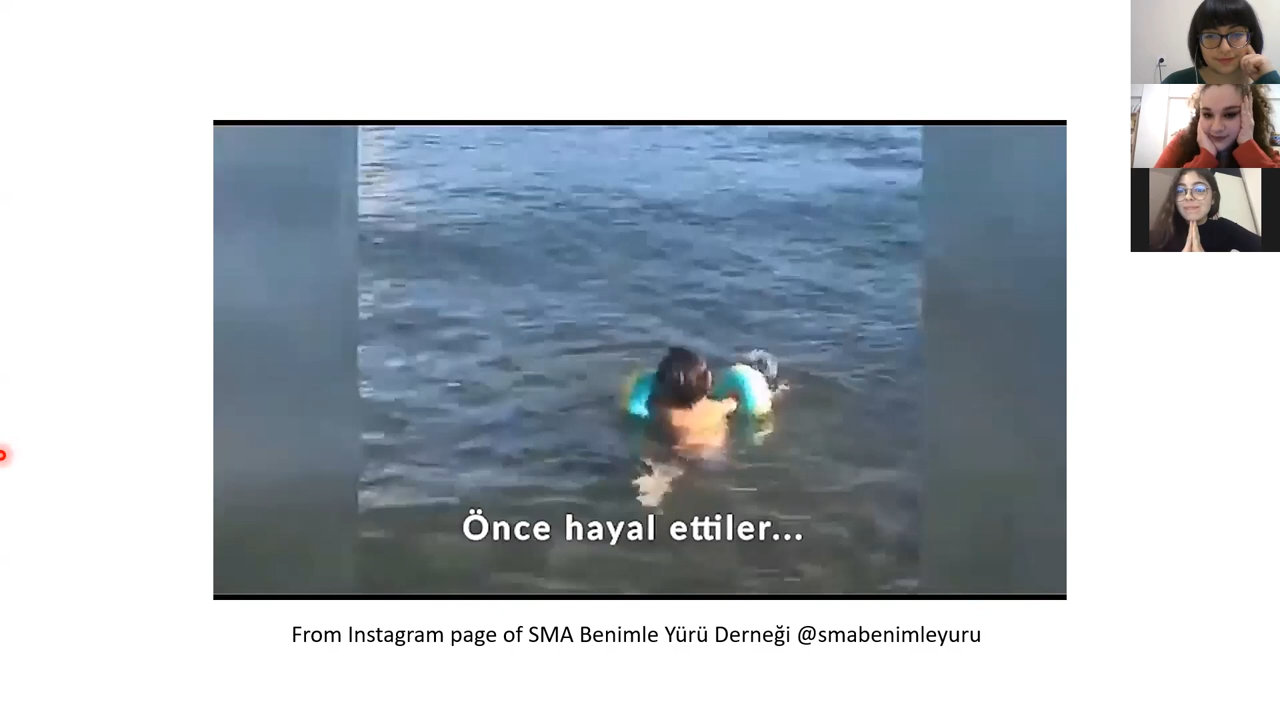 Önce hayal ettiler...
From Instagram page of SMA Benimle Yürü Derneği @smabenimleyuru